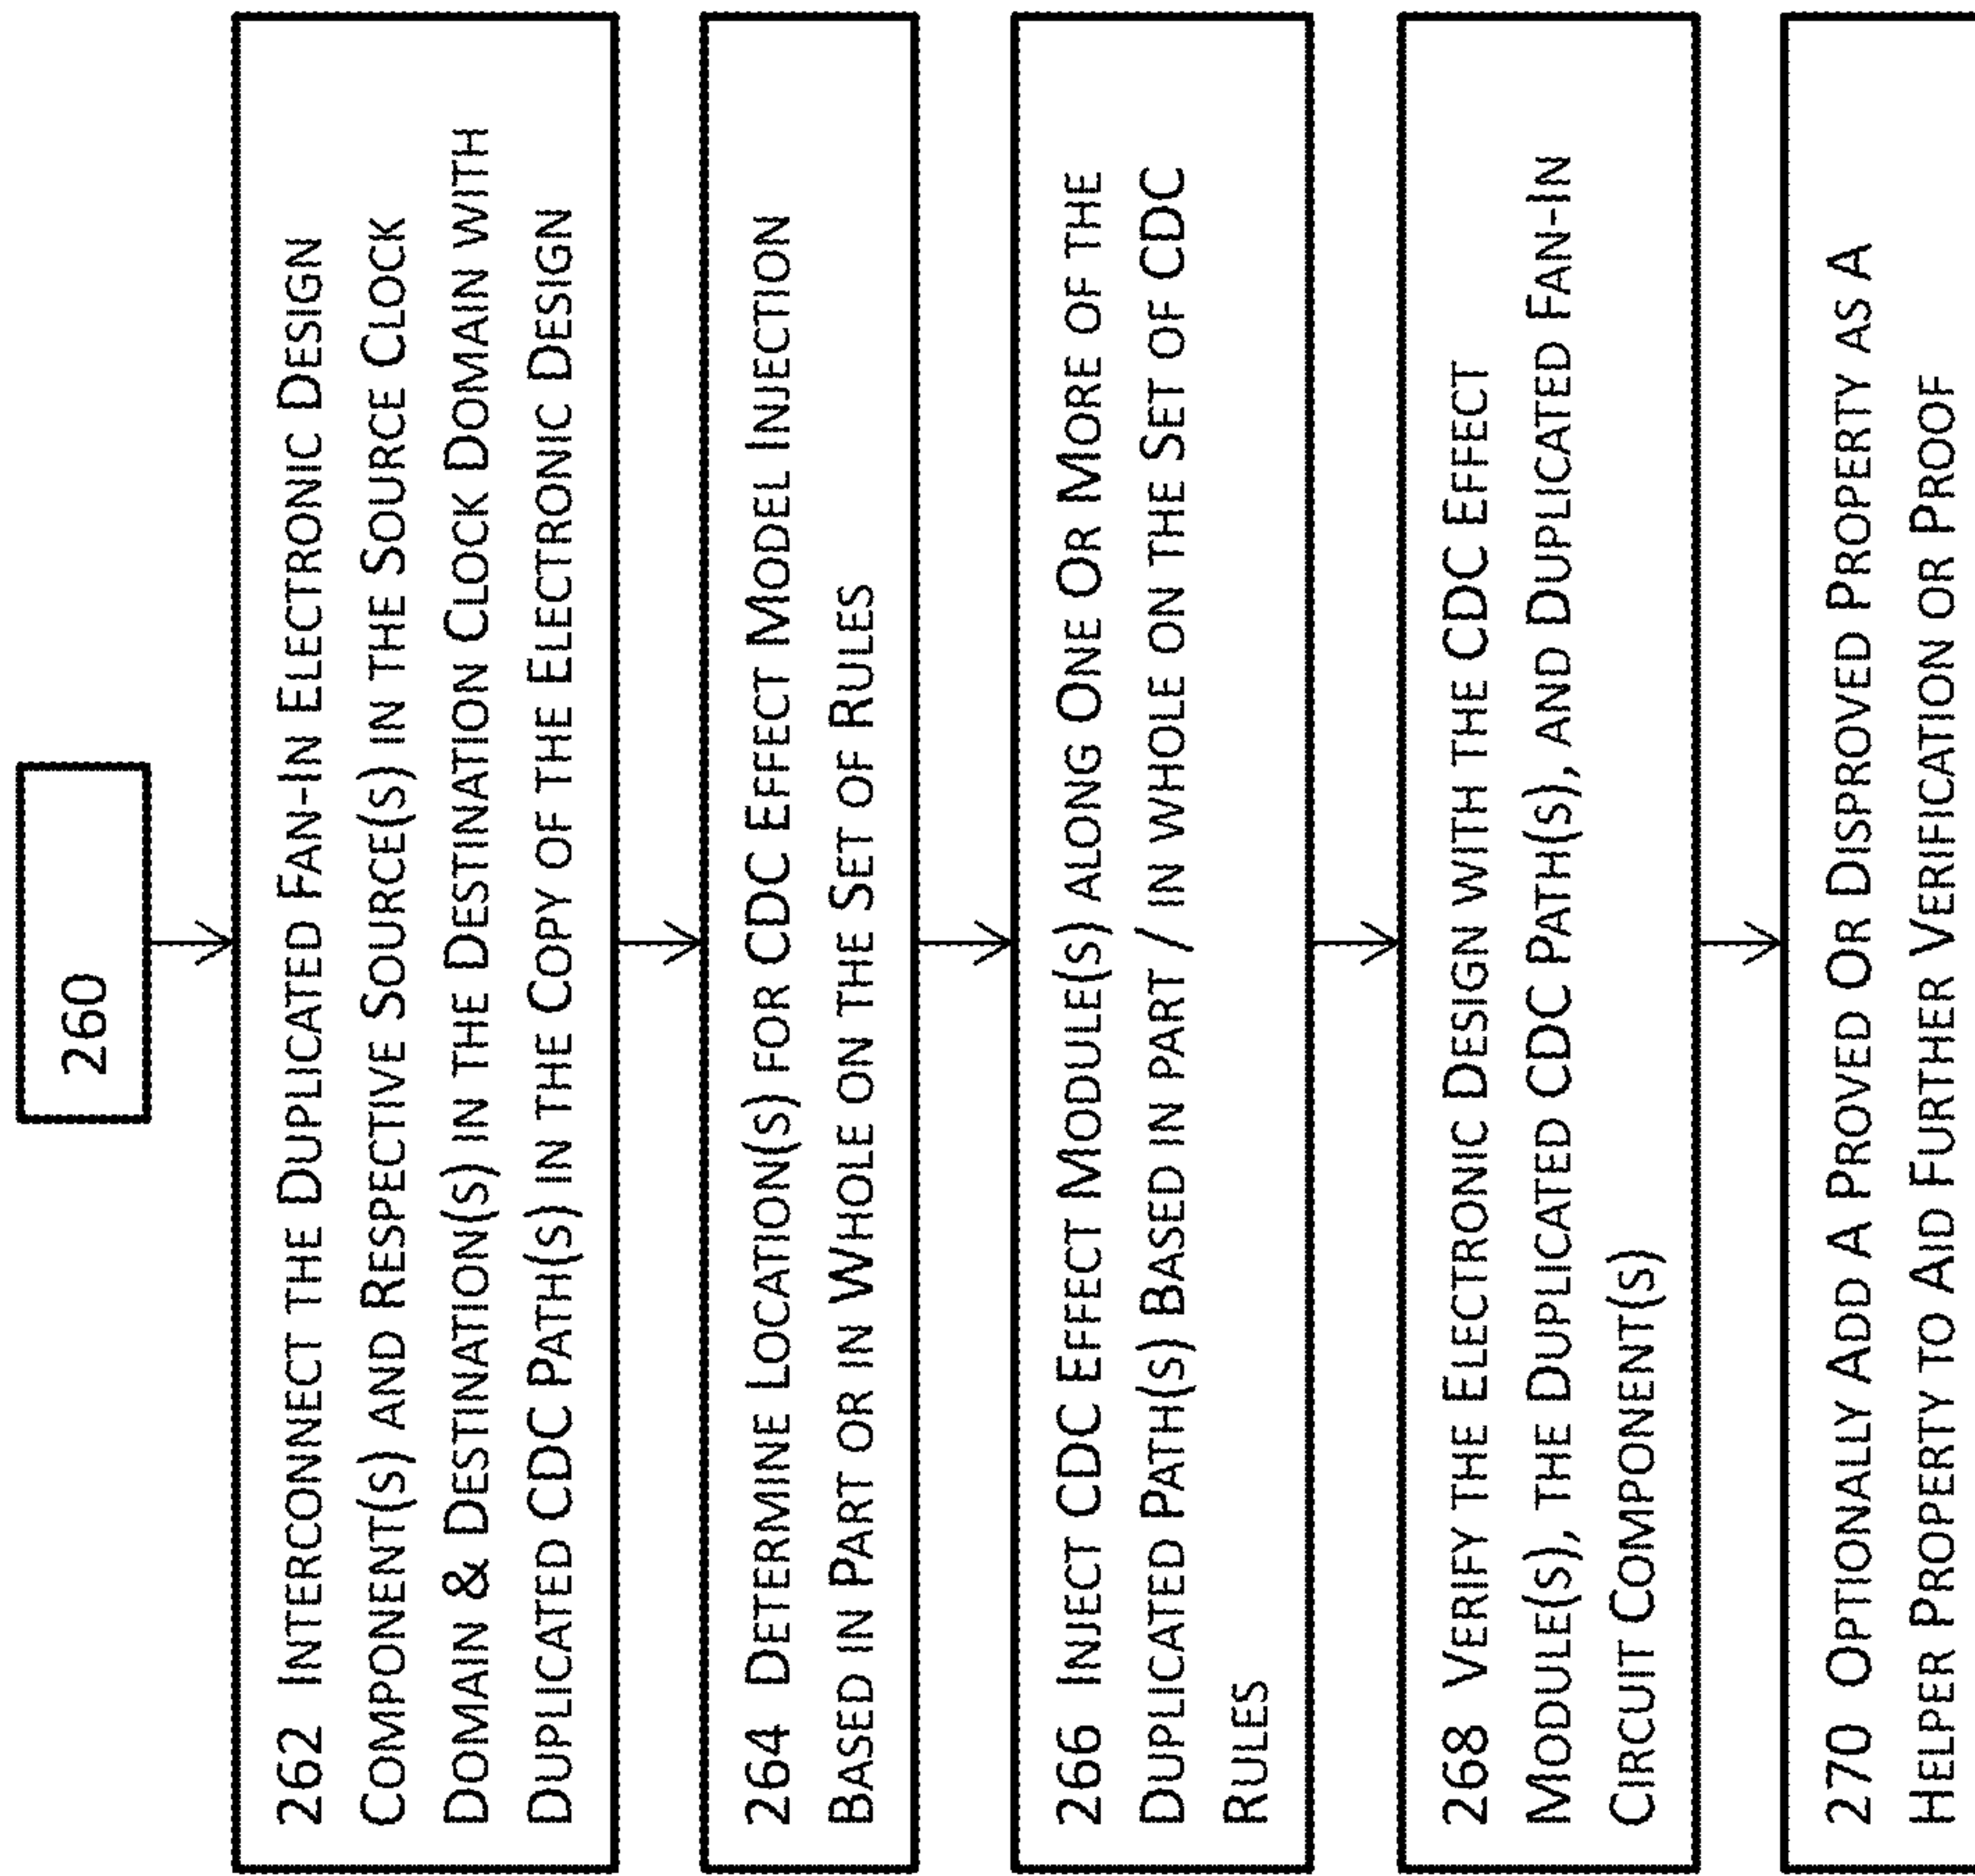 260
262 Interconnect the Duplicated Fan-In Electronic Design
Component(s) and Respective Source(s) in the Source Clock
Domain & Destination(s) in the Destination Clock Domain with
Duplicated CDC Path(s) in the Copy of the Electronic Design
264 Determine Location(s) for CDC Effect Model Injection
Based in Part or in Whole on the Set of Rules
266 Inject CDC Effect Module(s) along One Or More of the
Duplicated Path(s) Based in part / in whole on the Set of CDC
Rules
268 Verify the Electronic Design with the CDC Effect
Module(s), the Duplicated CDC Path(s), and Duplicated Fan-In
Circuit Component(s)
270 Optionally Add A Proved Or Disproved Property as A
Helper Property to Aid Further Verification or Proof